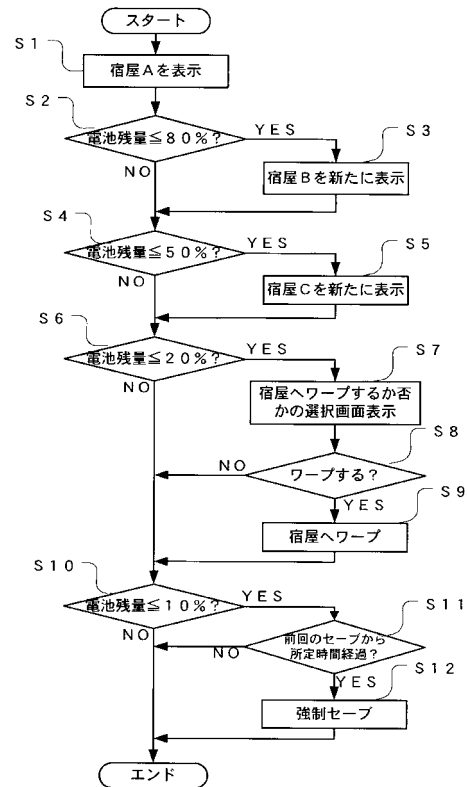 スタート
S1
宿屋Aを表示
S2
電池残量≦80%?
YES
S3
NO
宿屋Bを新たに表示
S4
電池残量≦50%?
YES
S5
NO
宿屋Cを新たに表示
S6
電池残量≦20%?
YES
S7
NO
宿屋へワープするか否
かの選択画面表示
S8
NO
ワープする?
YES
S9
宿屋へワープ
S10
電池残量≦10%?
YES
S11
NO
前回のセーブから
所定時間経過?
NO
YES
S12
強制セーブ
エンド